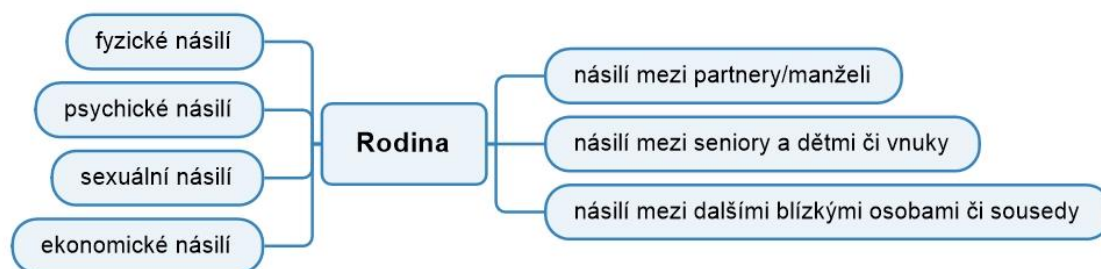 fyzické násilí
psychické násilí
sexuální násilí
ekonomické násilí
Rodina
násilí mezi partnery/manželi
násilí mezi seniory a dětmi či vnuky
násilí mezi dalšími blízkými osobami či sousedy